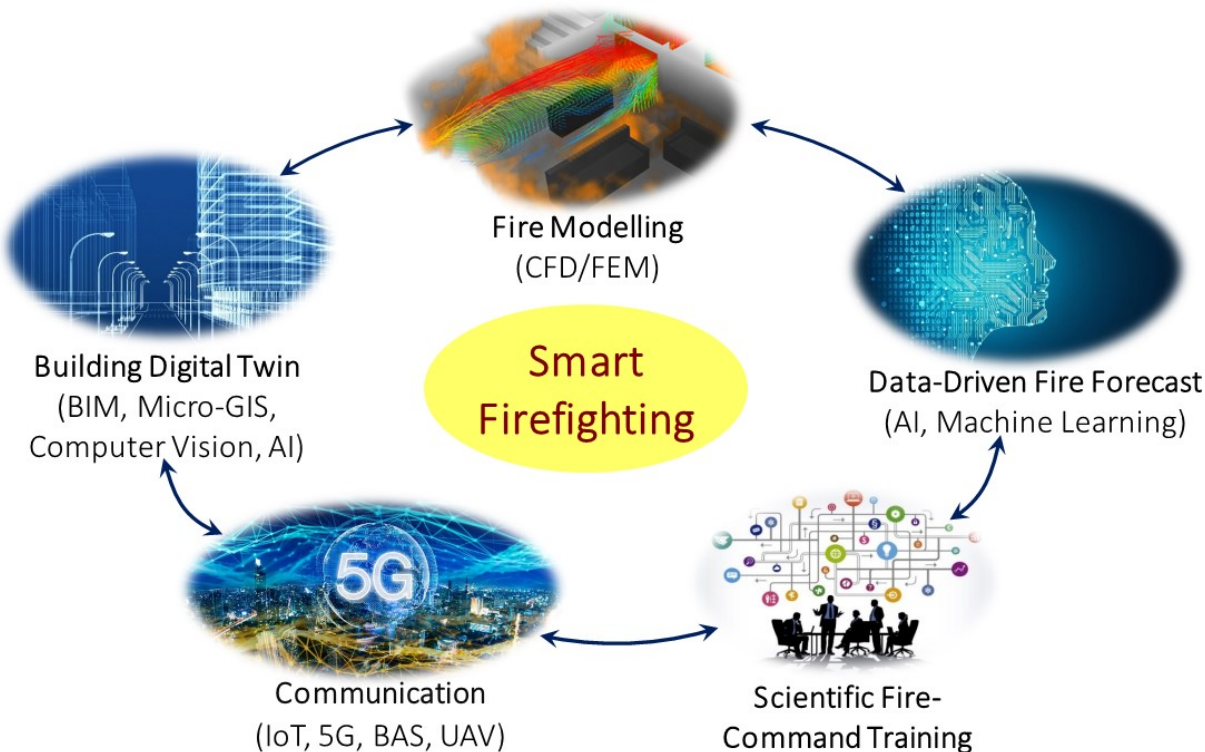 Fire Modelling
(CFD/FEM)
Building Digital Twin
(BIM, Micro-GIS,
Computer Vision, AI)
Smart
Firefighting
Data-Driven Fire Forecast
(AI, Machine Learning)
5G
Communication
(IoT, 5G, BAS, UAV)
Scientific Fire-
Command Training